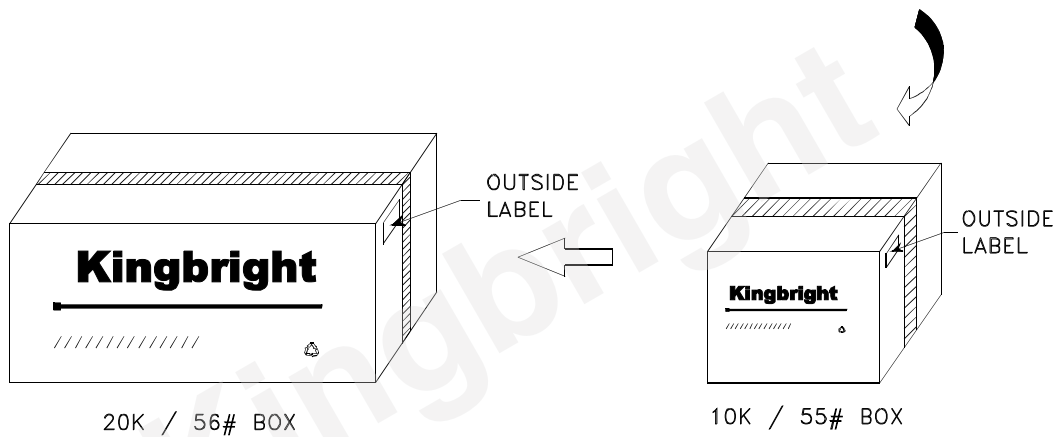 OUTSIDE
LABEL
Kingbright
20K / 56# BOX
OUTSIDE
LABEL
Kingbright
10K / 55# BOX
Kingbright